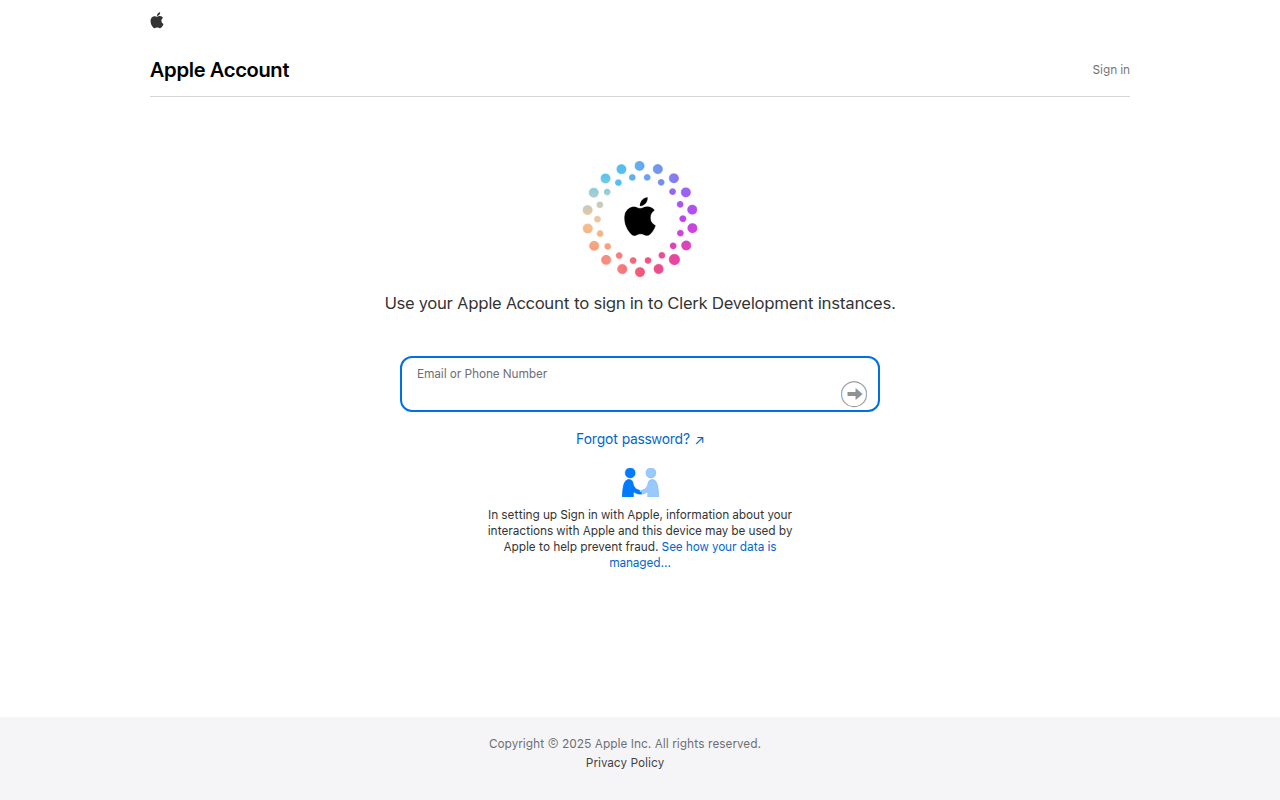 Apple Account
Sign in
Use your Apple Account to sign in to Clerk Development instances.
Email or Phone Number
Forgot password? ↗
In setting up Sign in with Apple, information about your
interactions with Apple and this device may be used by
Apple to help prevent fraud. See how your data is
managed...
Copyright © 2025 Apple Inc. All rights reserved.
Privacy Policy